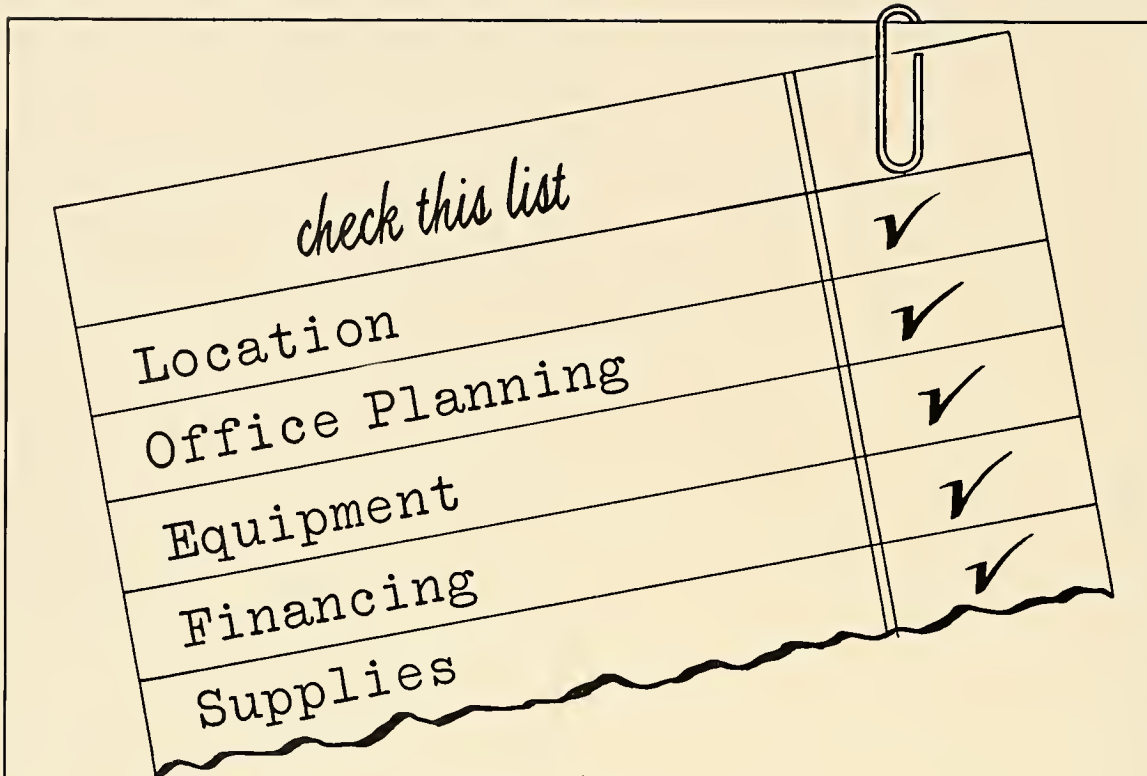 check this list
Location
Office Planning
Equipment
Financing
Supplies